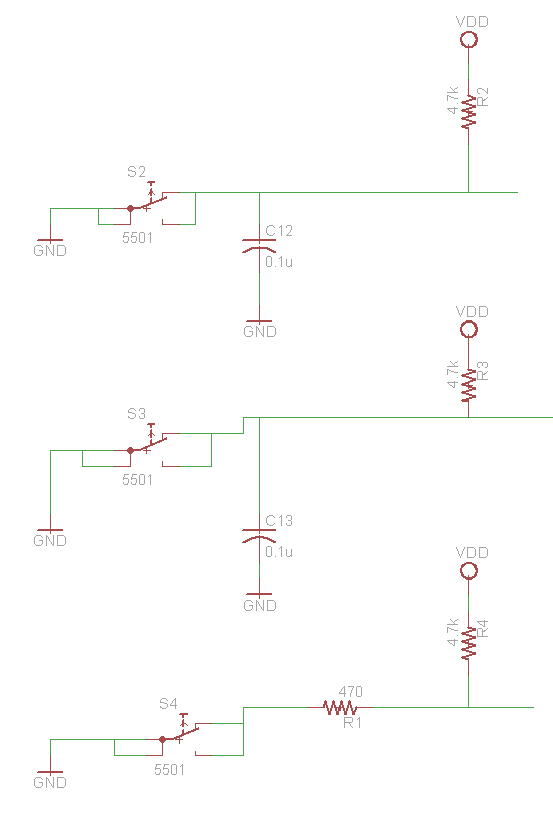 VDD
4.7k
R2
S2
5501
GND
C12
0.1u
GND
VDD
4.7k
R3
S3
5501
GND
C13
0.1u
GND
VDD
4.7k
R4
S4
470
R1
5501
GND